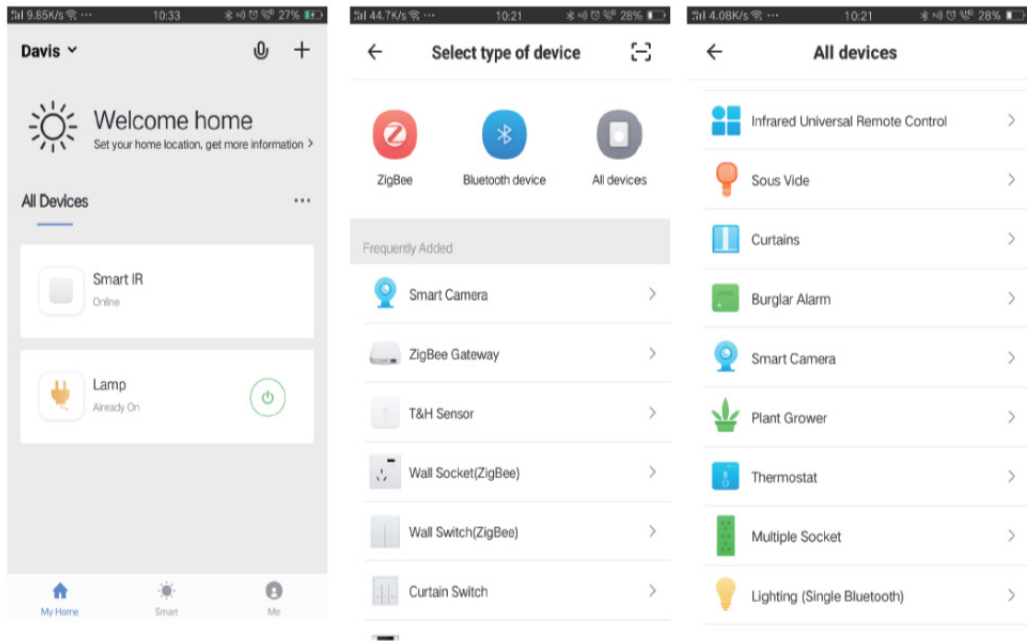 9.85K/s ... 10:33 27%
Davis
Welcome home
Set your home location, get more information >
All Devices
...
Smart IR
Online
Lamp
Already On
My Home
Smart
Me
44.7K/s ... 10:21 28%
Select type of device
ZigBee
Bluetooth device
All devices
Frequently Added
Smart Camera
ZigBee Gateway
T&H Sensor
Wall Socket(ZigBee)
Wall Switch(ZigBee)
Curtain Switch
4.08K/s ... 10:21 28%
All devices
Infrared Universal Remote Control
Sous Vide
Curtains
Burglar Alarm
Smart Camera
Plant Grower
Thermostat
Multiple Socket
Lighting (Single Bluetooth)